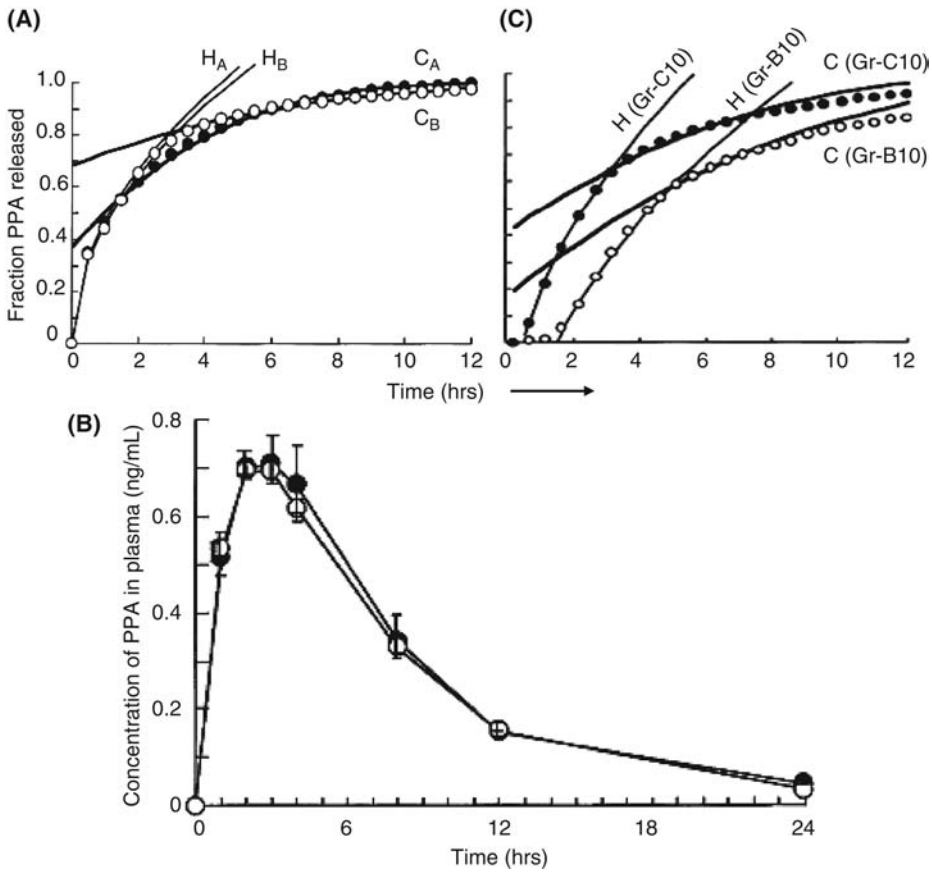 (A)
H_A
H_B
C_A
C_B
1.0
0.8
0.6
0.4
0.2
0
Fraction PPA released
0 2 4 6 8 10 12
(C)
H (Gr-C10)
H (Gr-B10)
C (Gr-C10)
C (Gr-B10)
0 2 4 6 8 10 12
Time (hrs)
(B)
0.8
0.6
0.4
0.2
0
Concentration of PPA in plasma (ng/mL)
0 6 12 18 24
Time (hrs)